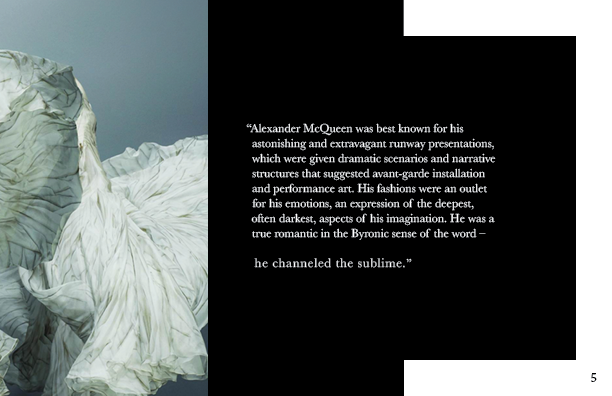 “Alexander McQueen was best known for his
astonishing and extravagant runway presentations,
which were given dramatic scenarios and narrative
structures that suggested avant-garde installation
and performance art. His fashions were an outlet
for his emotions, an expression of the deepest,
often darkest, aspects of his imagination. He was a
true romantic in the Byronic sense of the word –
he channeled the sublime.”
5